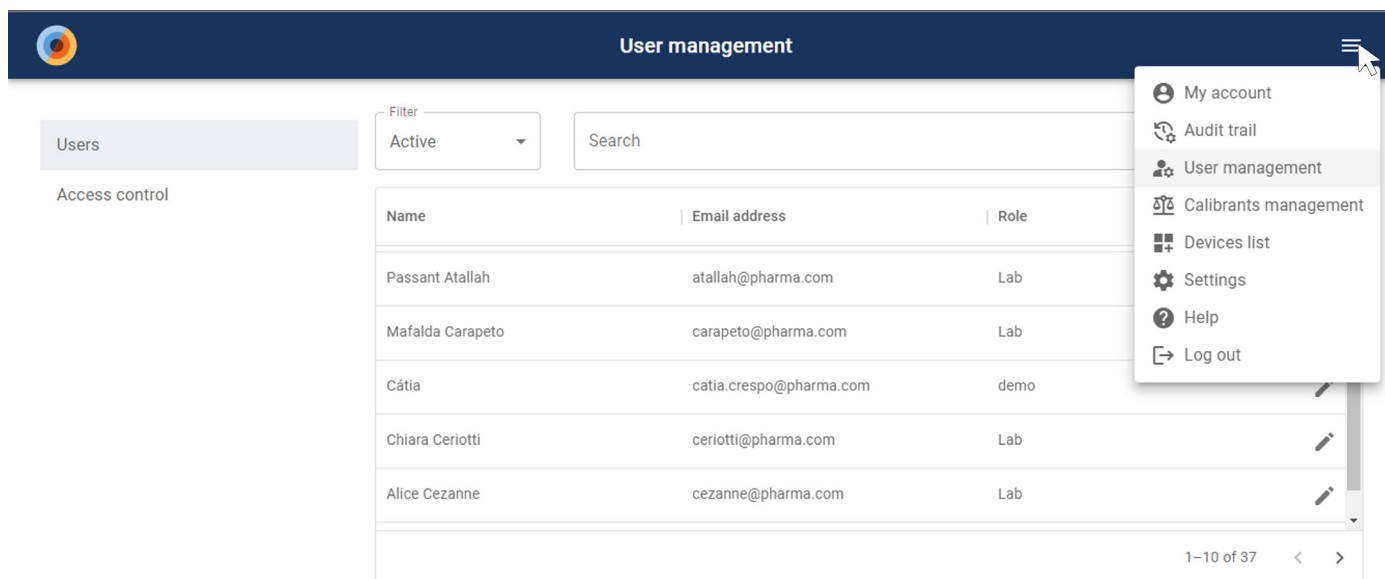 User management
My account
Audit trail
User management
Calibrants management
Devices list
Settings
Help
Log out
Users
Access control
Filter
Active
Search
Name Email address Role
Passant Atallah atallah@pharma.com Lab
Mafalda Carapeto carapeto@pharma.com Lab
Cátia catia.crespo@pharma.com demo
Chiara Ceriotti ceriotti@pharma.com Lab
Alice Cezanne cezanne@pharma.com Lab
1–10 of 37